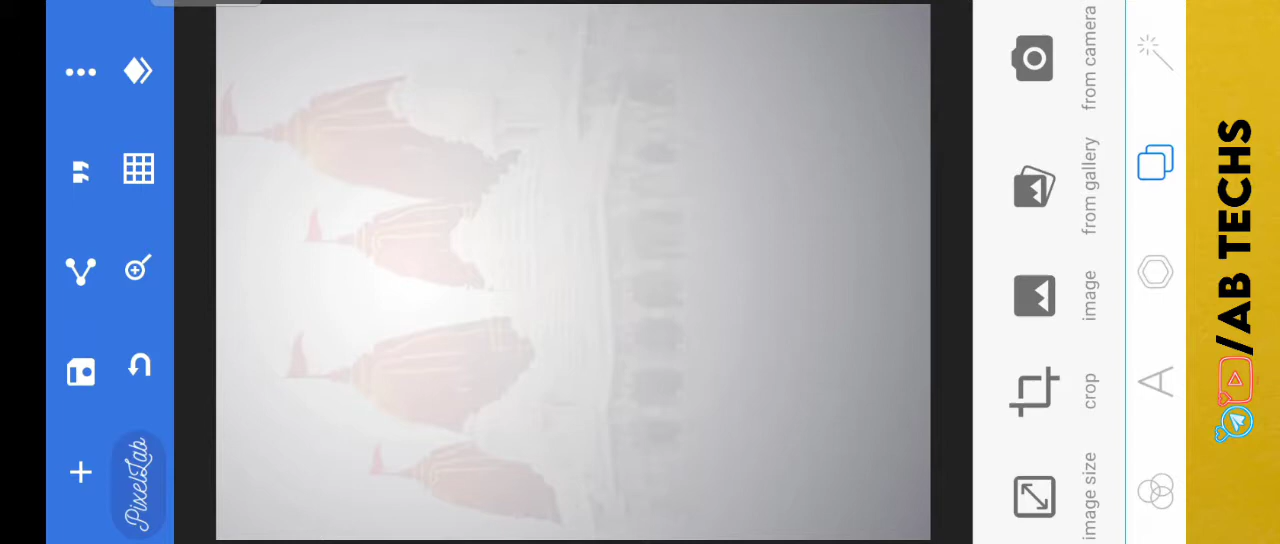 PixelLab
image size
crop
image
from gallery
from camera
/AB TECHS